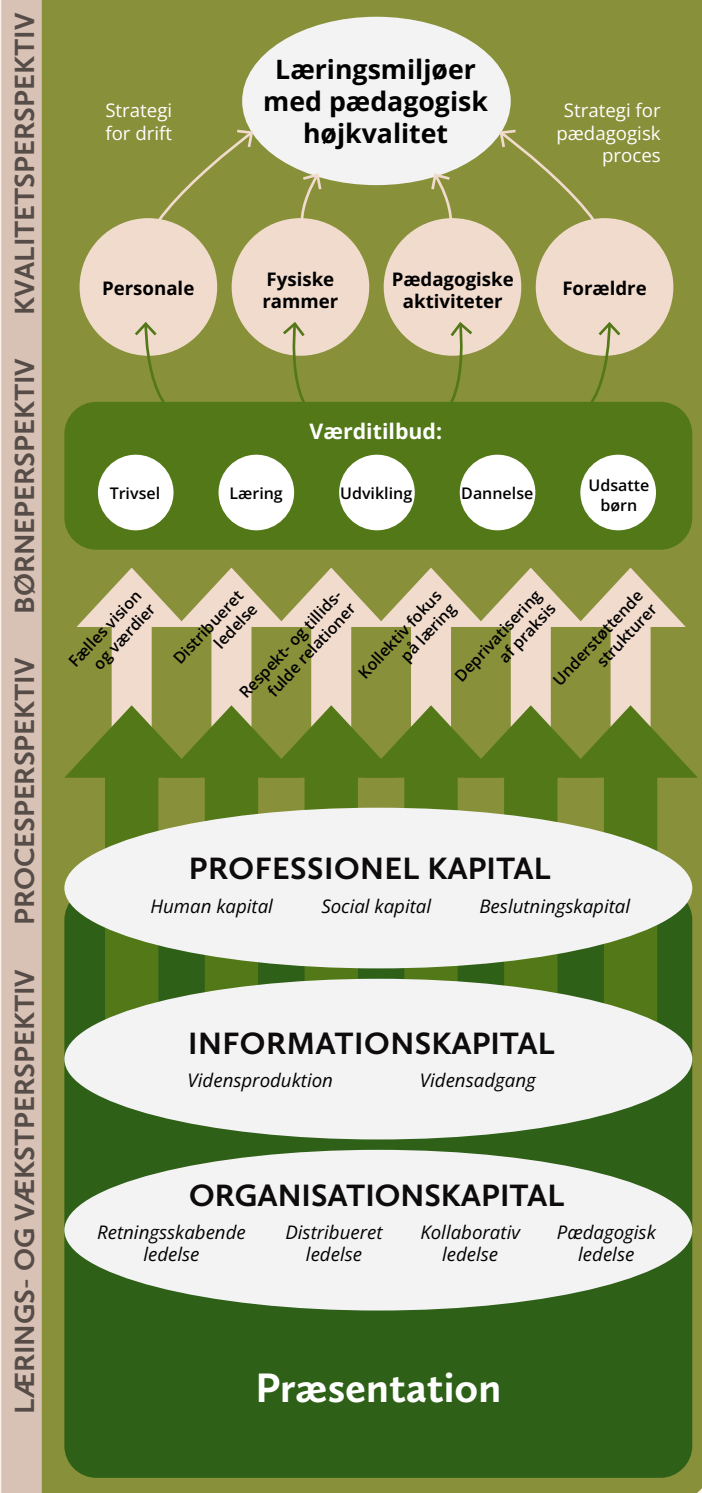 KVALITETSPERSPEKTIV
Læringsmiljøer
med pædagogisk
højkvalitet
Strategi
for drift
Strategi for
pædagogisk
proces
Personale
Fysiske
rammer
Pædagogiske
aktiviteter
Forældre
BØRNEPERSPEKTIV
Værditilbud:
Trivsel
Læring
Udvikling
Dannelse
Udsatte
børn
PROCESPERSPEKTIV
Fælles vision
og værdier
Distribueret
ledelse
Respekt- og tillids-
fulde relationer
Kollektiv fokus
på læring
Deprivatisering
af praksis
Understøttende
strukturer
LÆRINGS- OG VÆKSTPERSPEKTIV
PROFESSIONEL KAPITAL
Human kapital Social kapital Beslutningskapital
INFORMATIONSKAPITAL
Vidensproduktion Vidensadgang
ORGANISATIONSKAPITAL
Retningsskabende
ledelse
Distribueret
ledelse
Kollaborativ
ledelse
Pædagogisk
ledelse
Præsentation